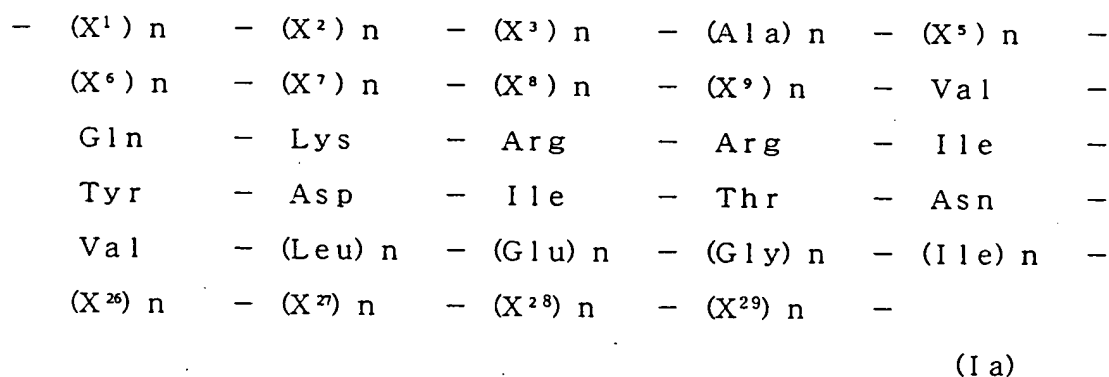 − (X¹) n − (X²) n − (X³) n − (Ala) n − (X⁵) n −
(X⁶) n − (X⁷) n − (X⁸) n − (X⁹) n − Val −
Gln − Lys − Arg − Arg − Ile −
Tyr − Asp − Ile − Thr − Asn −
Val − (Leu) n − (Glu) n − (Gly) n − (Ile) n −
(X²⁶) n − (X²⁷) n − (X²⁸) n − (X²⁹) n −
(Ia)